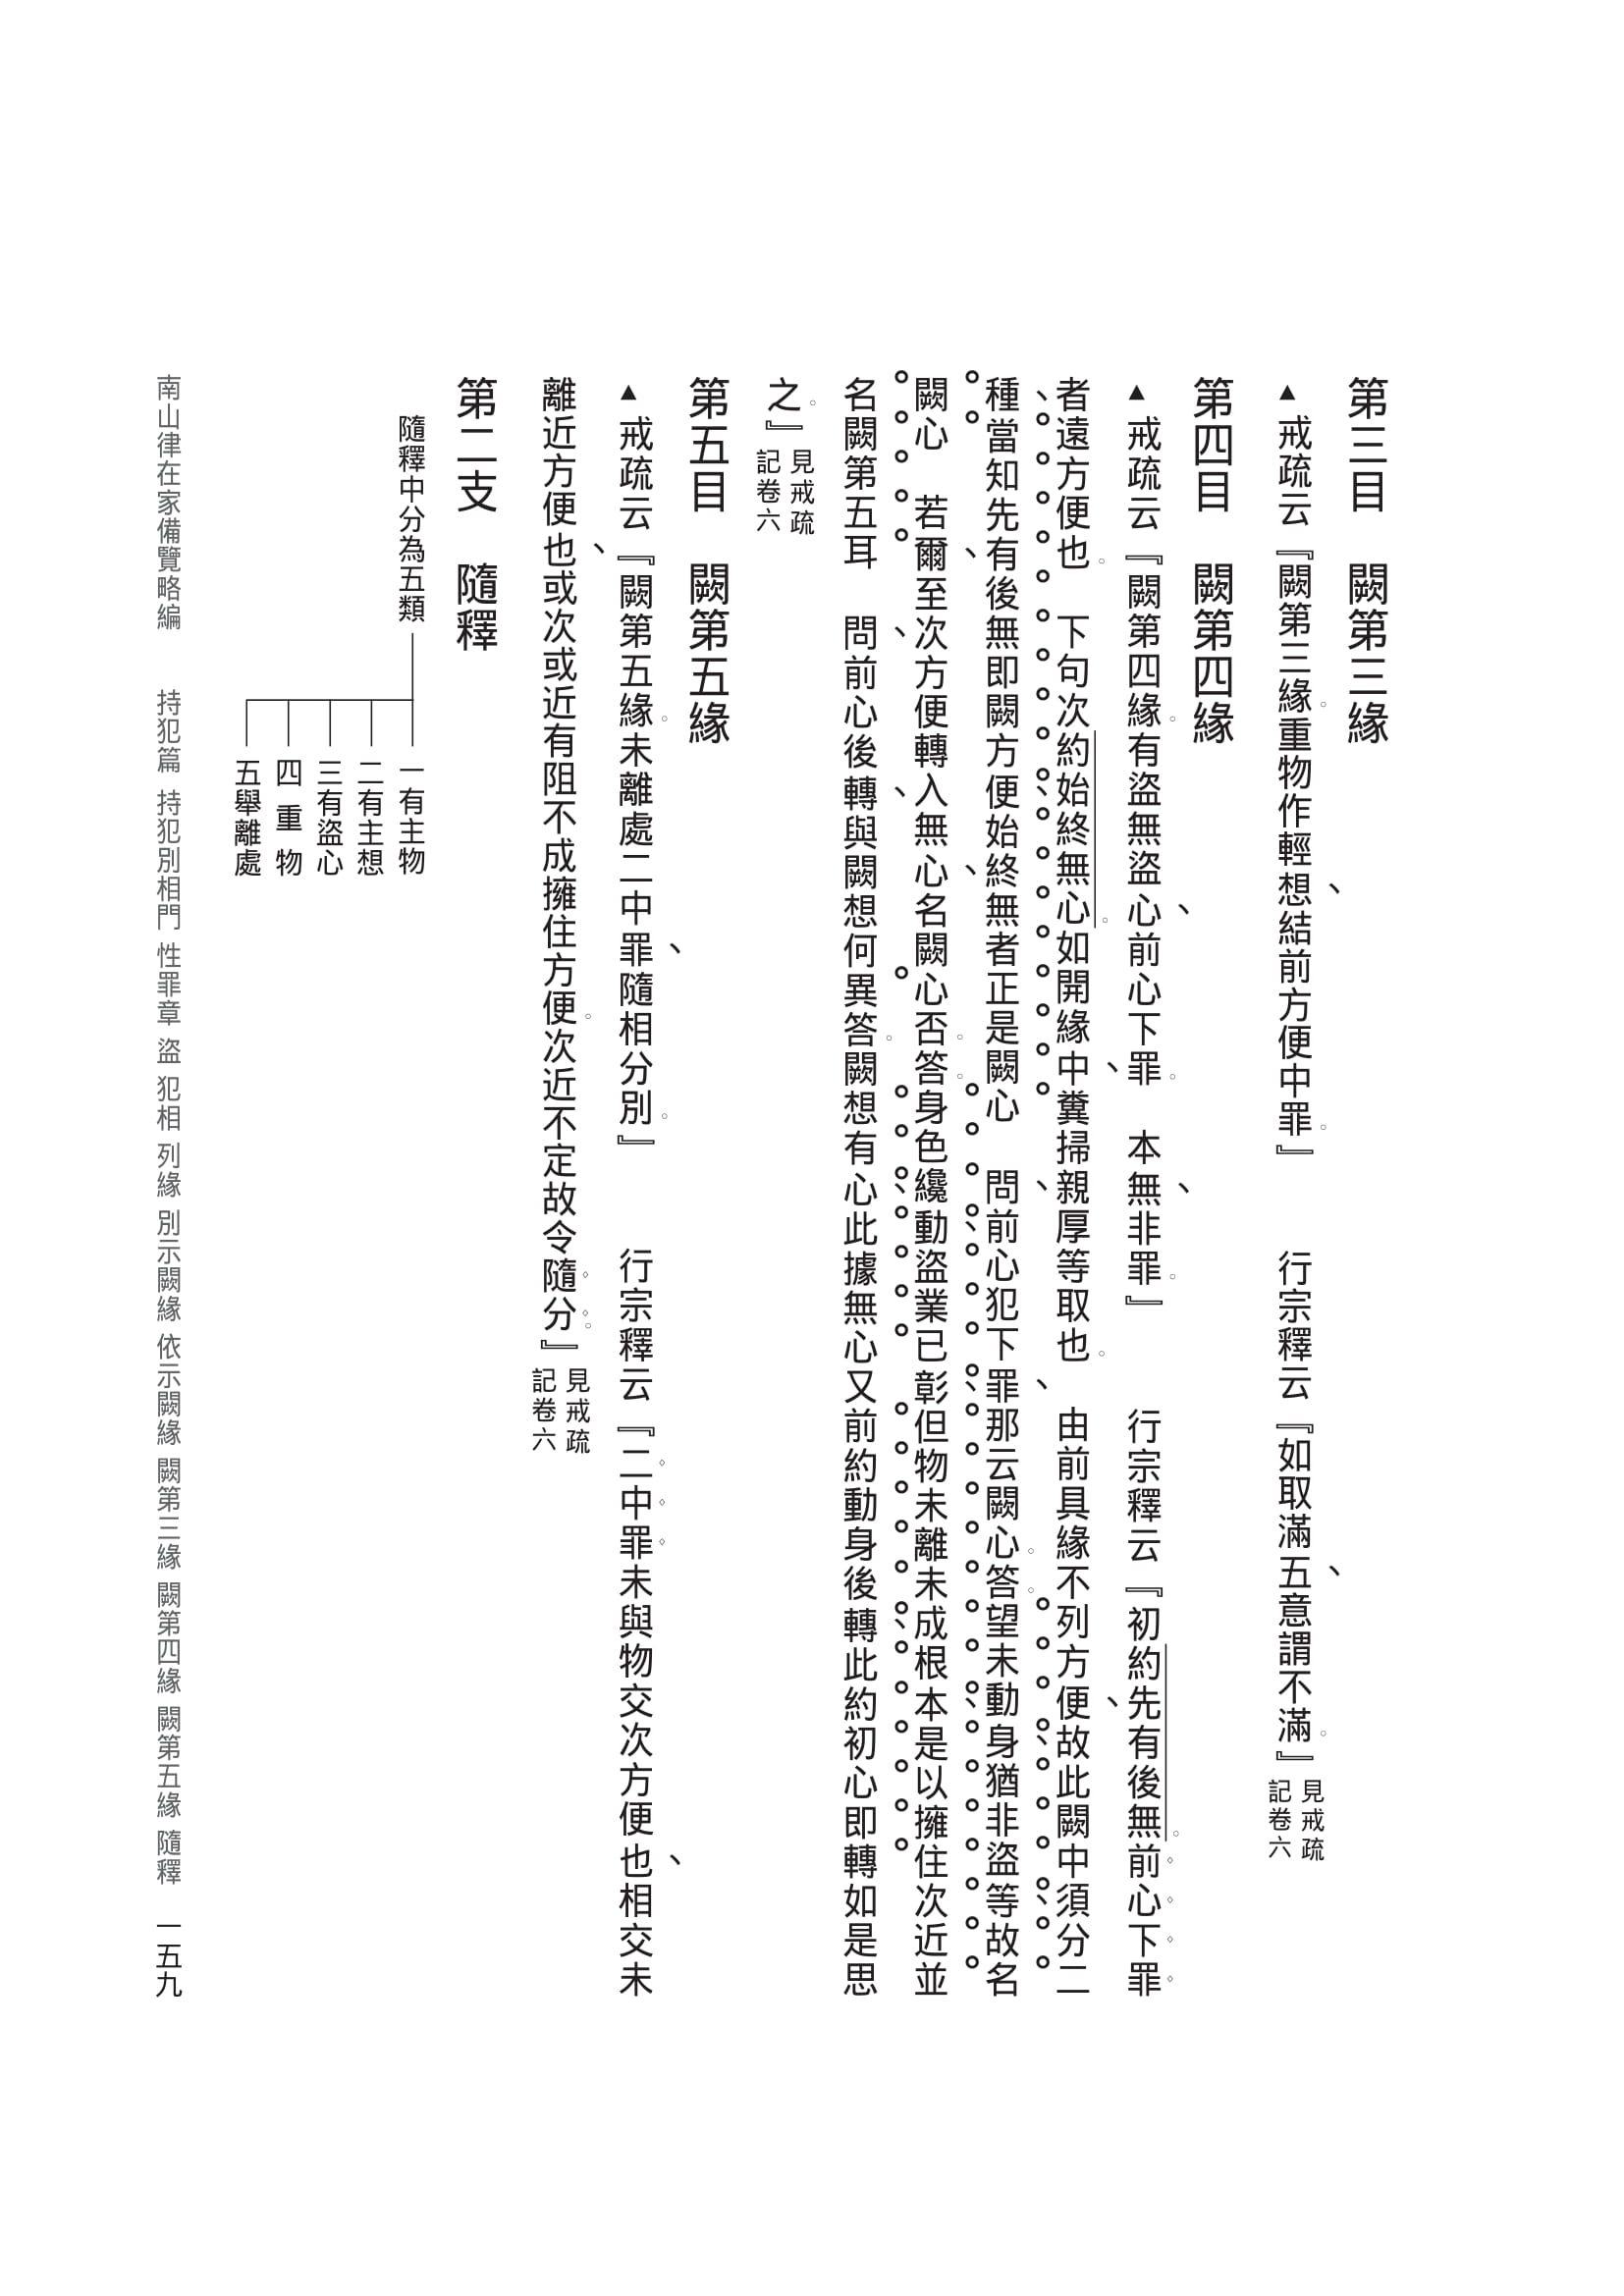 第三目　闕第三緣
▲戒疏云『闕第三緣。重物作輕想、結前方便中罪。』　　行宗釋云『如取滿五、意謂不滿。』見戒疏記卷六
第四目　闕第四緣
▲戒疏云『闕第四緣。有盜無盜心、前心下罪。　本無、非罪。』　　行宗釋云『初約先有後無。前心下罪
者遠方便也。　下句次約始終無心。如開緣中、糞掃親厚等取也。　由前具緣不列方便、故此闕中須分二
種、當知先有後無即闕方便、始終無者正是闕心　問、前心犯下罪、那云闕心。答。望未動身、猶非盜等、故名
闕心　若爾、至次方便轉入無心、名闕心否。答。身色纔動、盜業已彰、但物未離未成根本、是以擁住次近並
名闕第五耳　問、前心後轉、與闕想何異。答闕想有心、此據無心又前約動身後轉、此約初心即轉如是思
之。』見戒疏記卷六
第五目　闕第五緣
▲戒疏云『闕第五緣。未離處二中罪、隨相分別。』　　行宗釋云『二中罪未與物交次方便也、相交未
離近方便也、或次或近有阻不成擁住方便。次近不定故令隨分。』見戒疏記卷六
第二支　隨釋
隨釋中分為五類
一有主物
二有主想
三有盜心
四重物
五舉離處
南山律在家備覽略編　持犯篇 持犯別相門 性罪章 盜 犯相 列緣 別示闕緣 依示闕緣 闕第三緣 闕第四緣 闕第五緣 隨釋　一五九